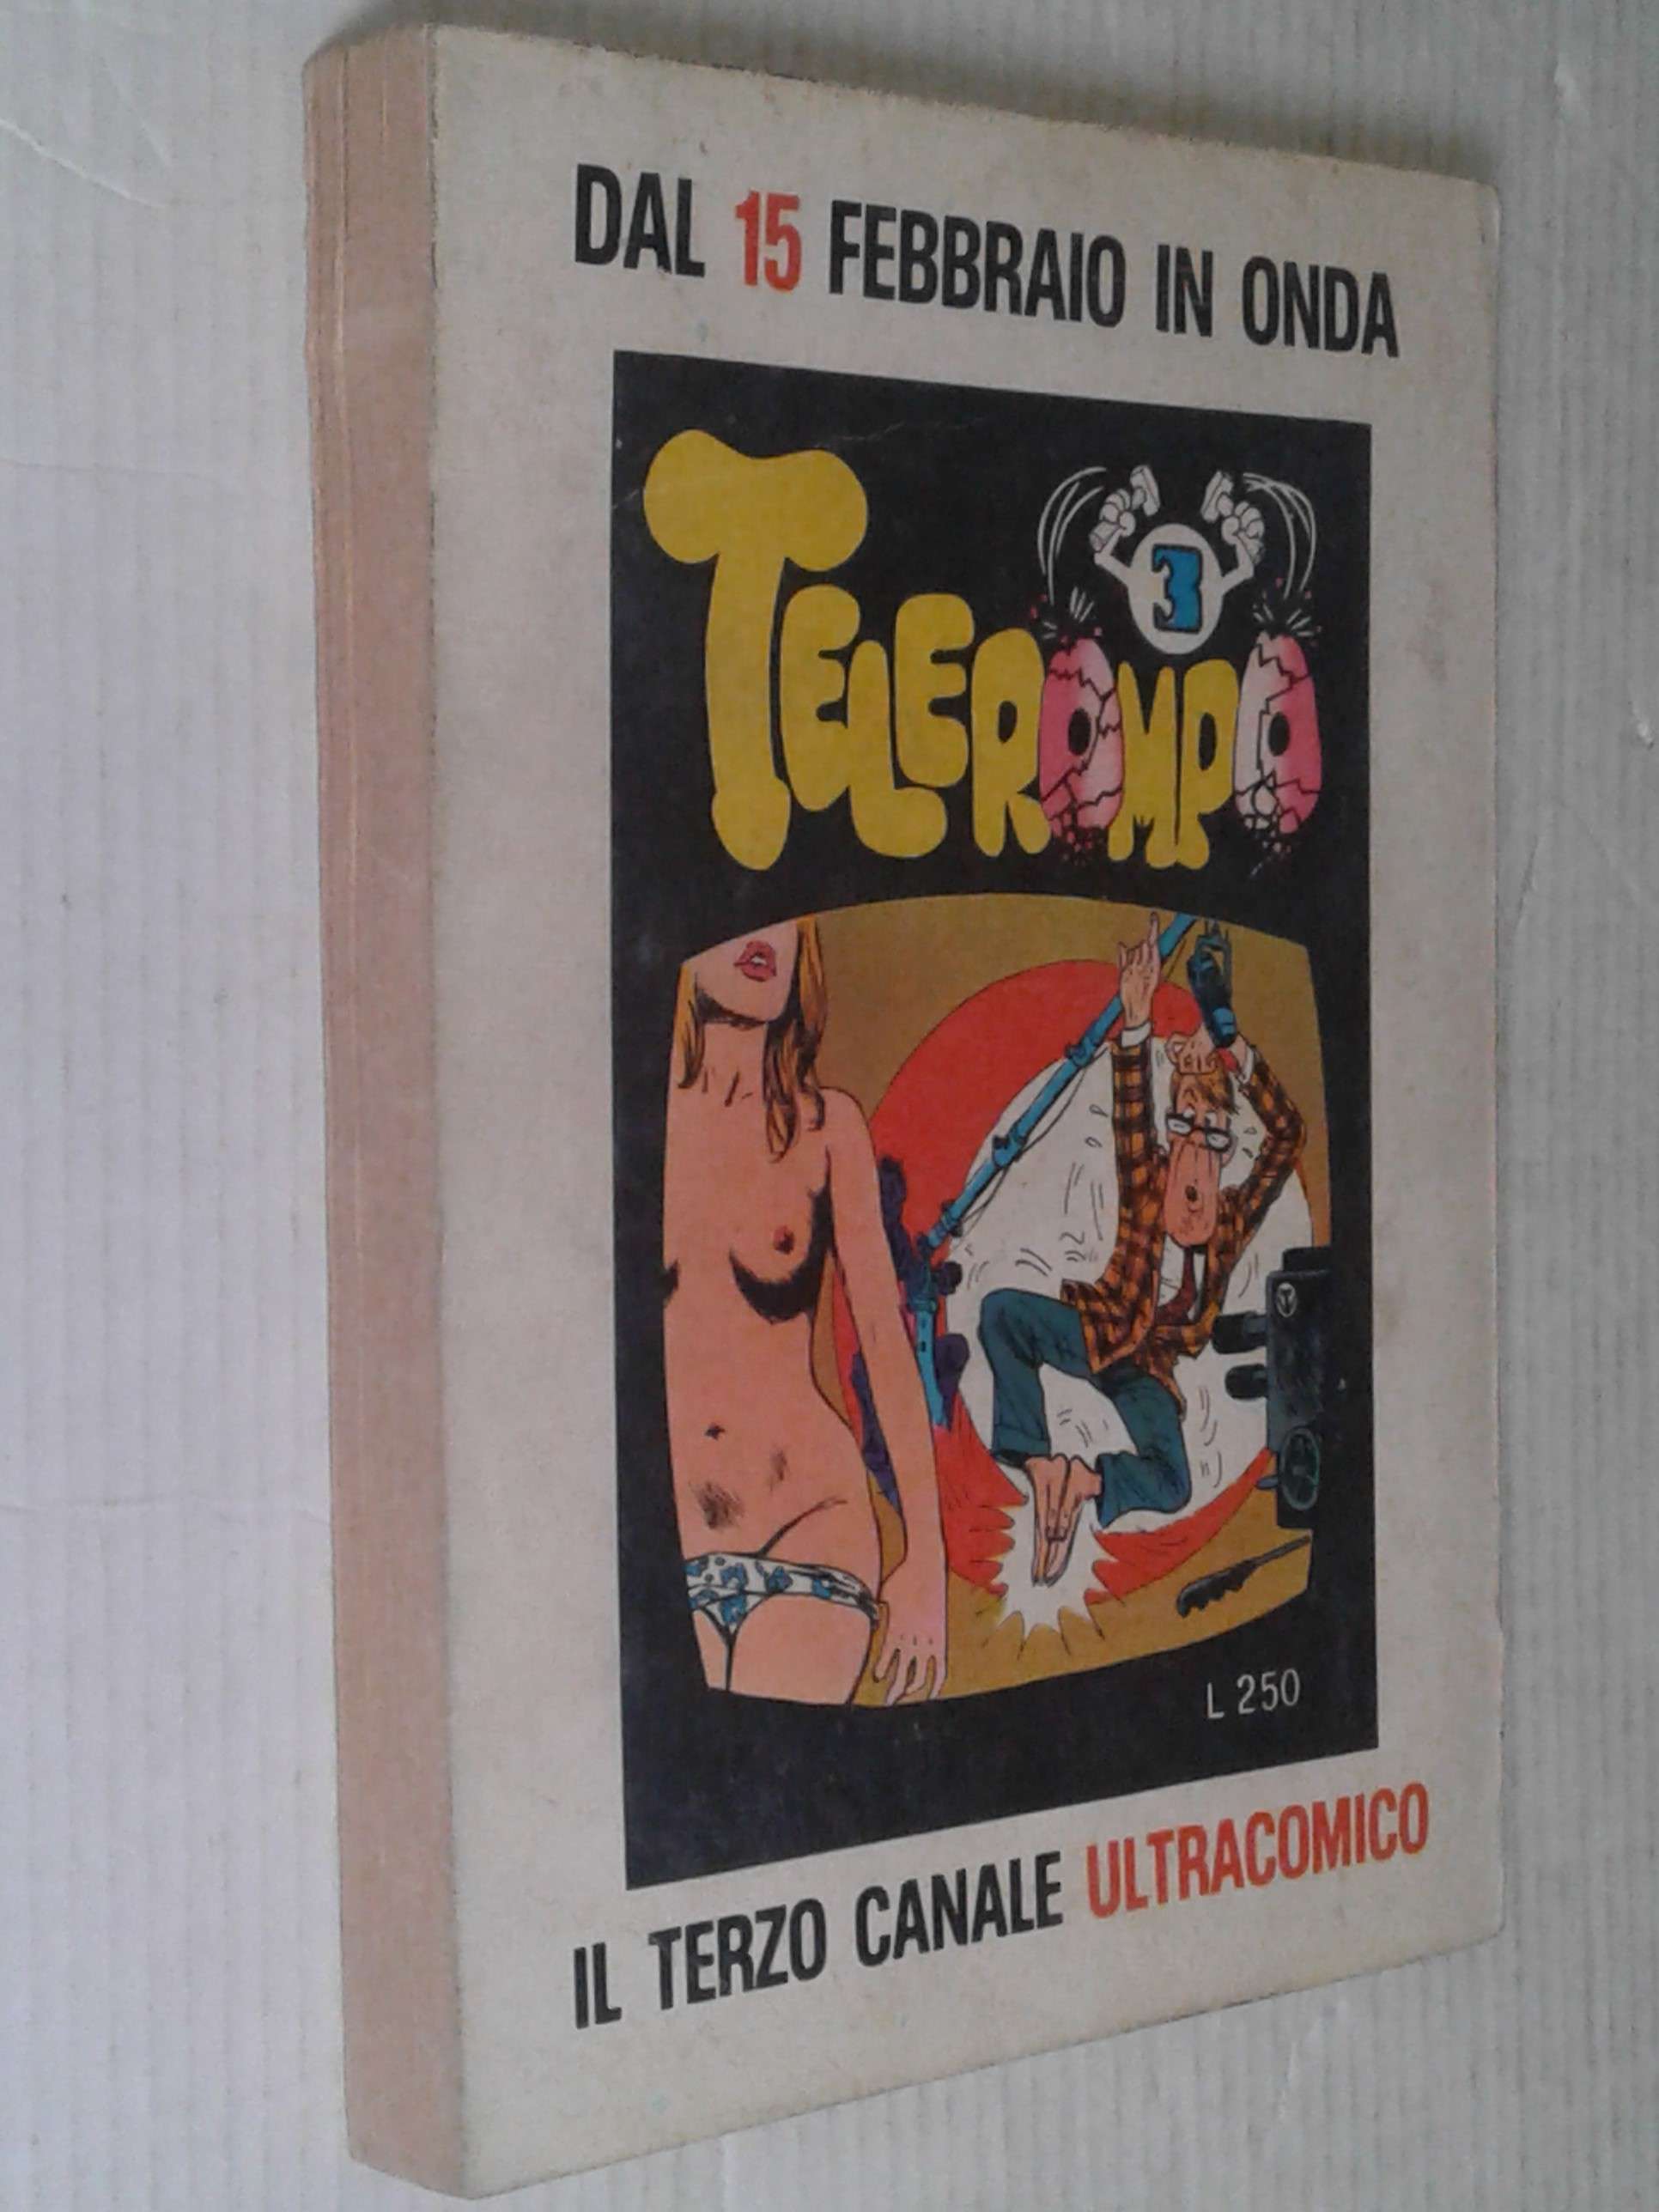 DAL 15 FEBBRAIO IN ONDA
3
TELEROMPO
L 250
IL TERZO CANALE ULTRACOMICO